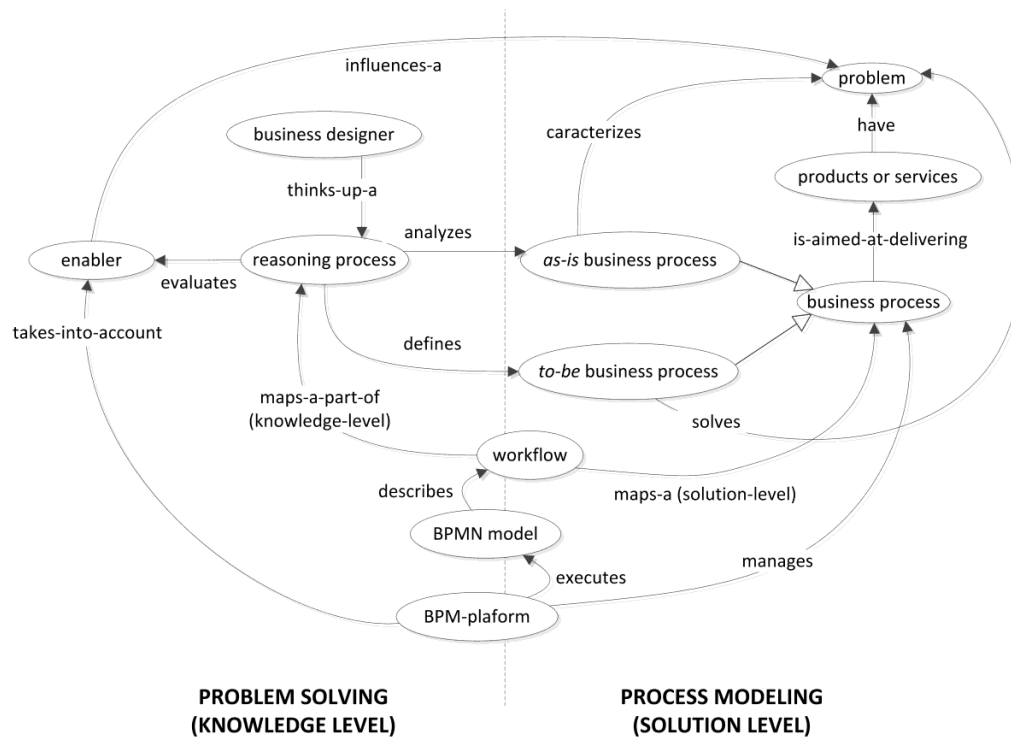 influences-a
problem
caracterizes
have
business designer
products or services
thinks-up-a
analyzes
is-aimed-at-delivering
enabler
reasoning process
as-is business process
evaluates
business process
takes-into-account
defines
to-be business process
maps-a-part-of
(knowledge-level)
solves
workflow
describes
maps-a (solution-level)
BPMN model
executes
manages
BPM-plaform
PROBLEM SOLVING
(KNOWLEDGE LEVEL)
PROCESS MODELING
(SOLUTION LEVEL)